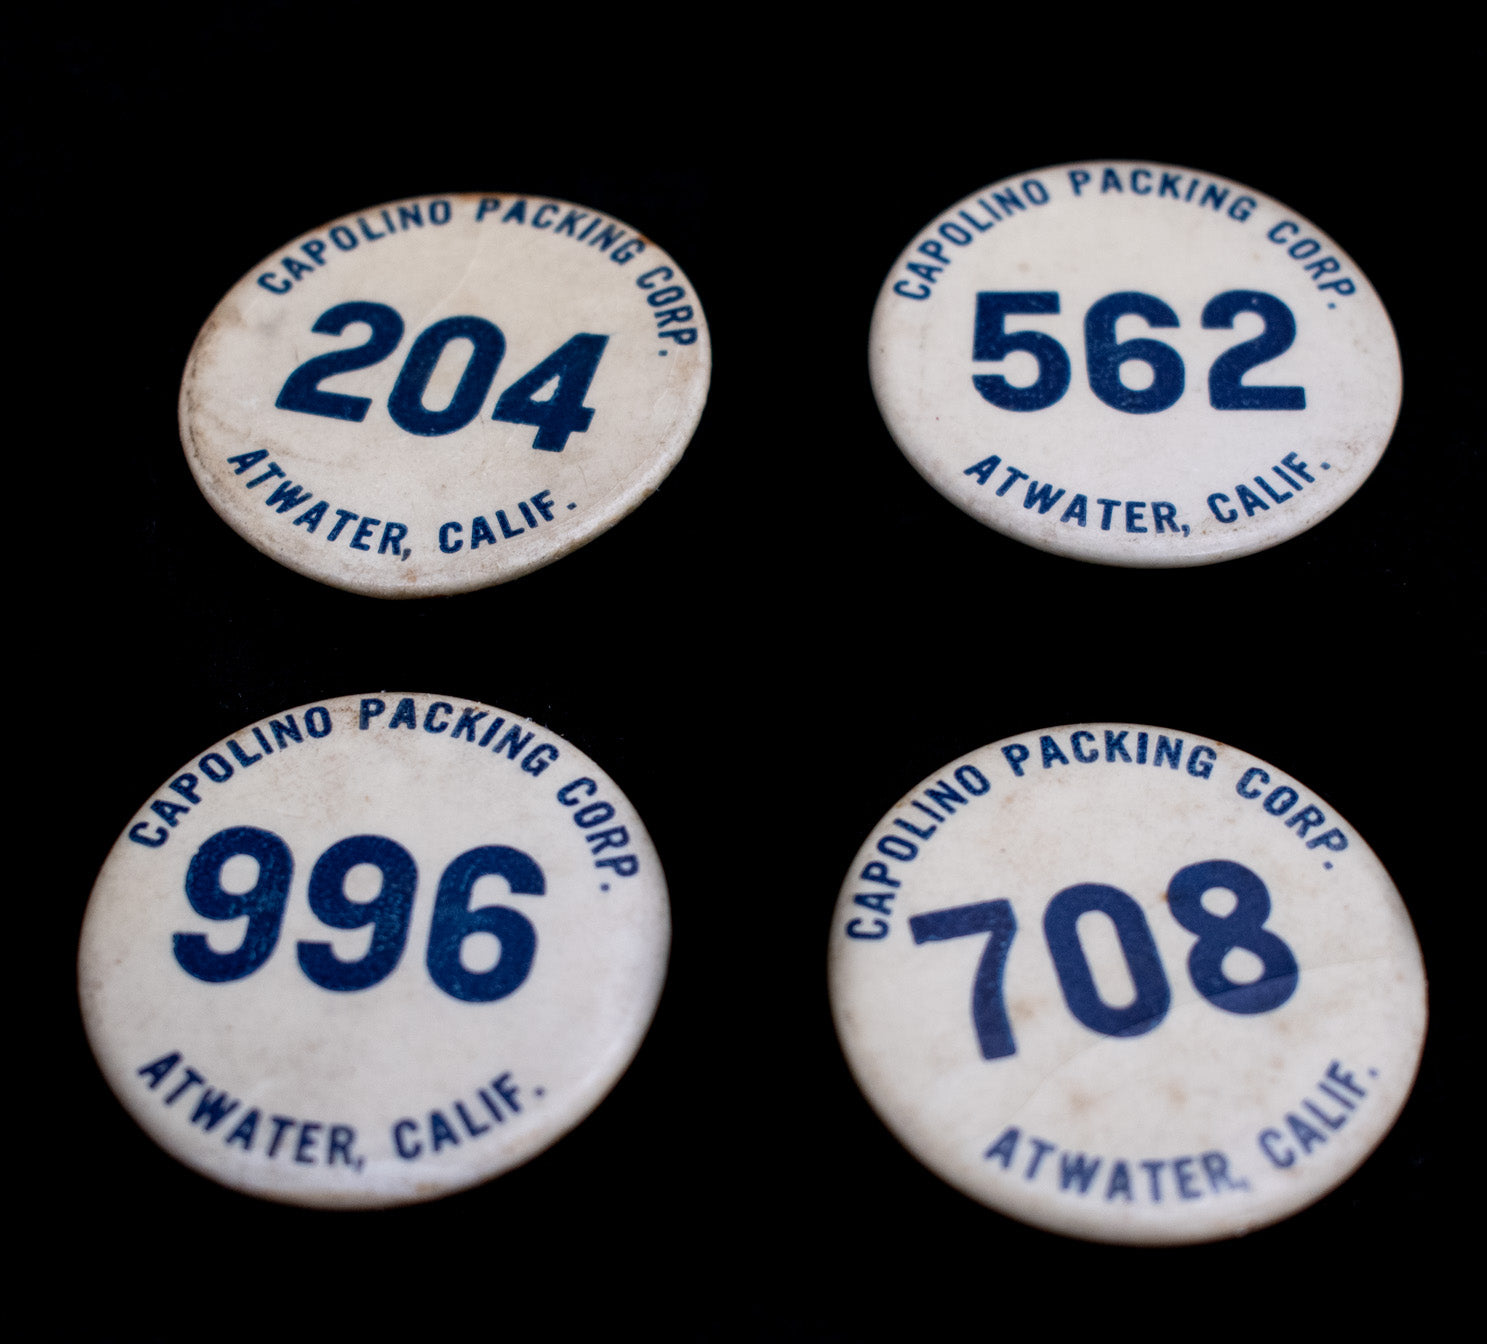 CAPOLINO PACKING CORP.
204
ATWATER, CALIF.
CAPOLINO PACKING CORP.
562
ATWATER, CALIF.
CAPOLINO PACKING CORP.
996
ATWATER, CALIF.
CAPOLINO PACKING CORP.
708
ATWATER, CALIF.